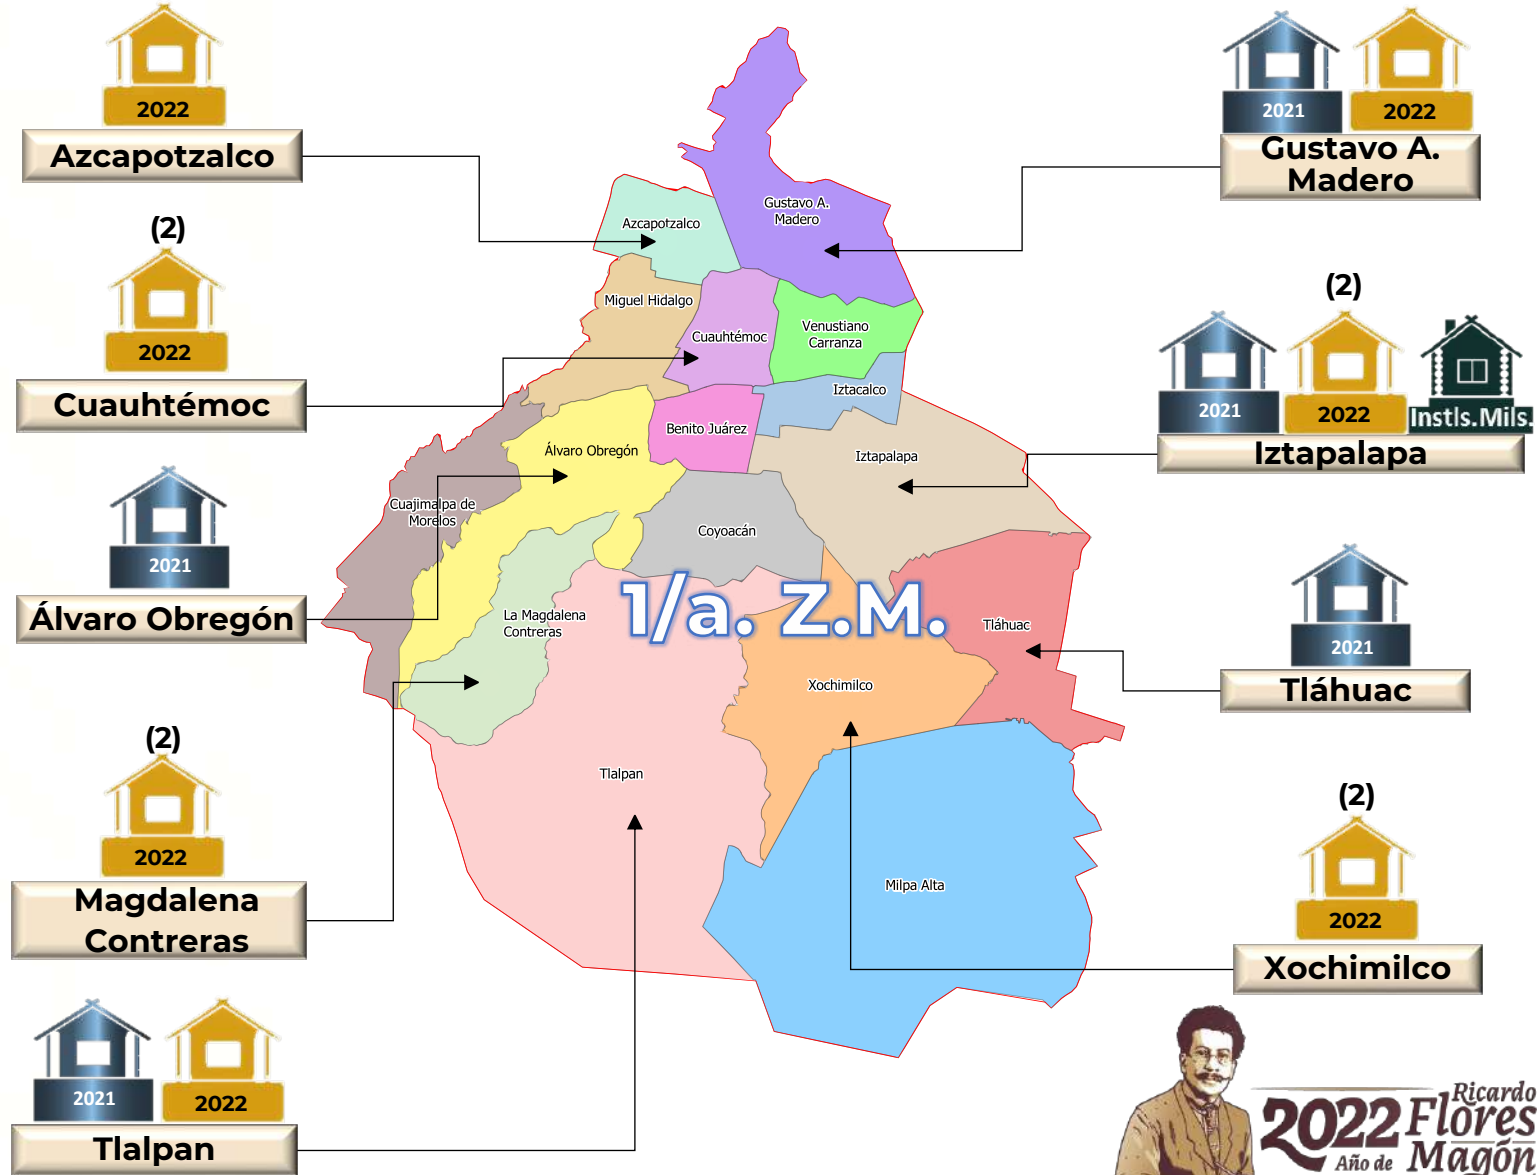 2022
Azcapotzalco
(2)
2022
Cuauhtémoc
2021
Álvaro Obregón
(2)
2022
Magdalena
Contreras
2021
2022
Tlalpan
2021
2022
Gustavo A.
Madero
(2)
2021
2022
Instls.Mils.
Iztapalapa
2021
Tláhuac
(2)
2022
Xochimilco
Gustavo A.
Madero
Azcapotzalco
Miguel Hidalgo
Cuauhtémoc
Venustiano
Carranza
Iztacalco
Benito Juárez
Álvaro Obregón
Iztapalapa
Cuajimalpa de
Morelos
Coyoacán
La Magdalena
Contreras
1/a. Z.M.
Tláhuac
Xochimilco
Tlalpan
Milpa Alta
2022
Año de
Ricardo
Flores
Magón